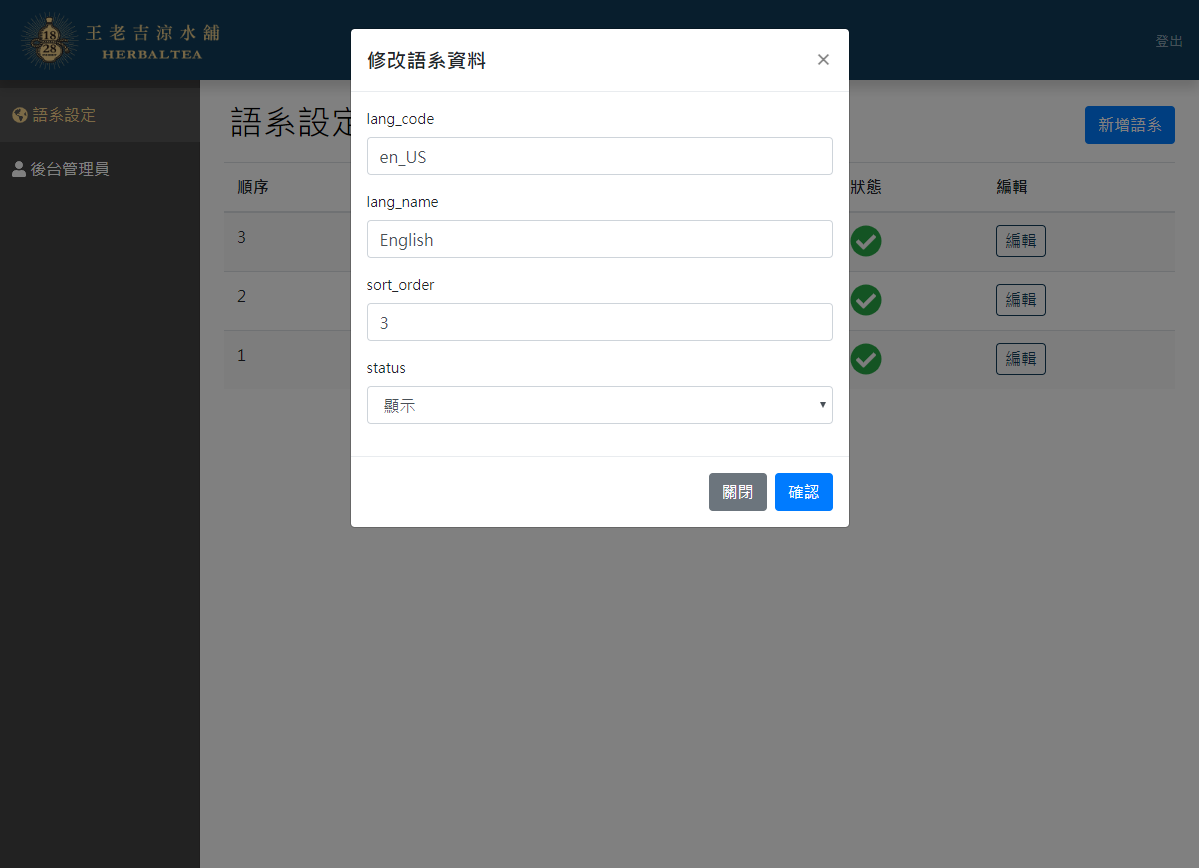 18
28
王老吉涼水舖
HERBALTEA
登出
語系設定
後台管理員
語系設定
新增語系
順序
狀態
編輯
3
編輯
2
編輯
1
編輯
修改語系資料
×
lang_code
en_US
lang_name
English
sort_order
3
status
顯示
關閉
確認